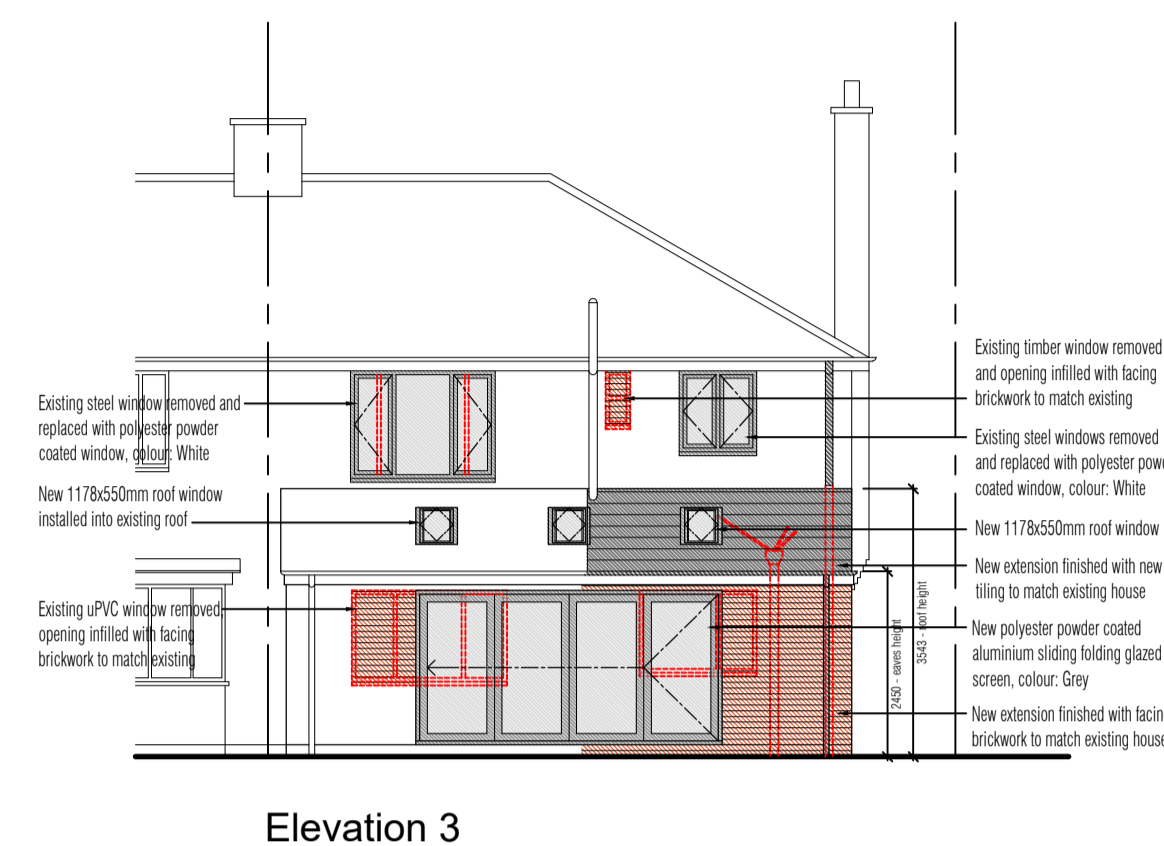 Existing steel window removed and
replaced with polyester powder
coated window, colour: White
New 1178x550mm roof window
installed into existing roof
Existing uPVC window removed,
opening infilled with facing
brickwork to match existing
Existing timber window removed
and opening infilled with facing
brickwork to match existing
Existing steel windows removed
and replaced with polyester powd
coated window, colour: White
New 1178x550mm roof window
New extension finished with new
tiling to match existing house
New polyester powder coated
aluminium sliding folding glazed
screen, colour: Grey
New extension finished with facin
brickwork to match existing house
2450 - eaves height
3543 - roof height
Elevation 3